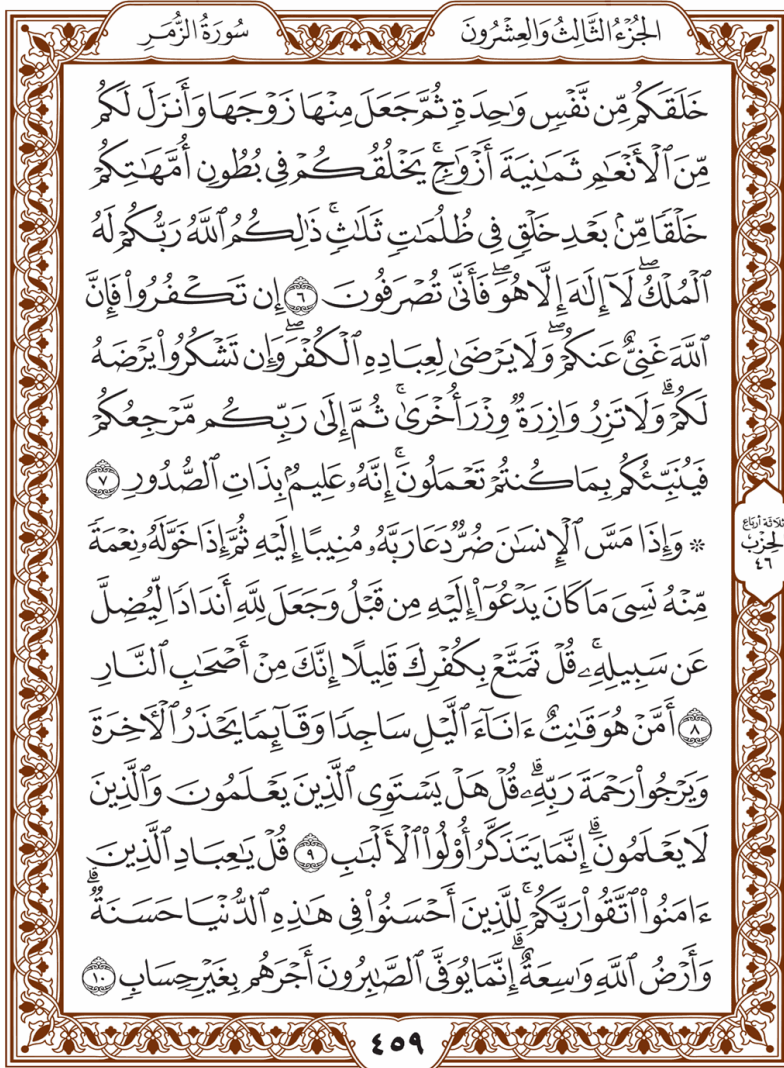 الجُزْءُ الثَّالِثُ وَالعِشْرُونَ
سُورَةُ الزُّمَرِ
خَلَقَكُم مِّن نَّفْسٖ وَٰحِدَةٖ ثُمَّ جَعَلَ مِنْهَا زَوْجَهَا وَأَنزَلَ لَكُم
مِّنَ ٱلْأَنْعَٰمِ ثَمَٰنِيَةَ أَزْوَٰجٖۚ يَخْلُقُكُمْ فِي بُطُونِ أُمَّهَٰتِكُمْ
خَلْقٗا مِّنۢ بَعْدِ خَلْقٖ فِي ظُلُمَٰتٖ ثَلَٰثٖۚ ذَٰلِكُمُ ٱللَّهُ رَبُّكُمْ لَهُ
ٱلْمُلْكُۖ لَآ إِلَٰهَ إِلَّا هُوَۖ فَأَنَّىٰ تُصْرَفُونَ ٦ إِن تَكْفُرُوا۟ فَإِنَّ
ٱللَّهَ غَنِيٌّ عَنكُمْۖ وَلَا يَرْضَىٰ لِعِبَادِهِ ٱلْكُفْرَۖ وَإِن تَشْكُرُوا۟ يَرْضَهُ
لَكُمْۗ وَلَا تَزِرُ وَازِرَةٞ وِزْرَ أُخْرَىٰۚ ثُمَّ إِلَىٰ رَبِّكُم مَّرْجِعُكُمْ
فَيُنَبِّئُكُم بِمَا كُنتُمْ تَعْمَلُونَۚ إِنَّهُۥ عَلِيمُۢ بِذَاتِ ٱلصُّدُورِ ٧
۞ وَإِذَا مَسَّ ٱلْإِنسَٰنَ ضُرّٞ دَعَا رَبَّهُۥ مُنِيبًا إِلَيْهِ ثُمَّ إِذَا خَوَّلَهُۥ نِعْمَةٗ
مِّنْهُ نَسِيَ مَا كَانَ يَدْعُوٓا۟ إِلَيْهِ مِن قَبْلُ وَجَعَلَ لِلَّهِ أَندَادٗا لِّيُضِلَّ
عَن سَبِيلِهِۦۚ قُلْ تَمَتَّعْ بِكُفْرِكَ قَلِيلًا إِنَّكَ مِنْ أَصْحَٰبِ ٱلنَّارِ
٨ أَمَّنْ هُوَ قَٰنِتٌ ءَانَآءَ ٱلَّيْلِ سَاجِدٗا وَقَآئِمٗا يَحْذَرُ ٱلْأٓخِرَةَ
وَيَرْجُوا۟ رَحْمَةَ رَبِّهِۦۗ قُلْ هَلْ يَسْتَوِي ٱلَّذِينَ يَعْلَمُونَ وَٱلَّذِينَ
لَا يَعْلَمُونَۗ إِنَّمَا يَتَذَكَّرُ أُو۟لُوا۟ ٱلْأَلْبَٰبِ ٩ قُلْ يَٰعِبَادِ ٱلَّذِينَ
ءَامَنُوا۟ ٱتَّقُوا۟ رَبَّكُمْۚ لِلَّذِينَ أَحْسَنُوا۟ فِي هَٰذِهِ ٱلدُّنْيَا حَسَنَةٞۗ
وَأَرْضُ ٱللَّهِ وَٰسِعَةٌۗ إِنَّمَا يُوَفَّى ٱلصَّٰبِرُونَ أَجْرَهُم بِغَيْرِ حِسَابٖ ١٠
ثلاثة أرباع
الحزب
٤٦
٤٥٩